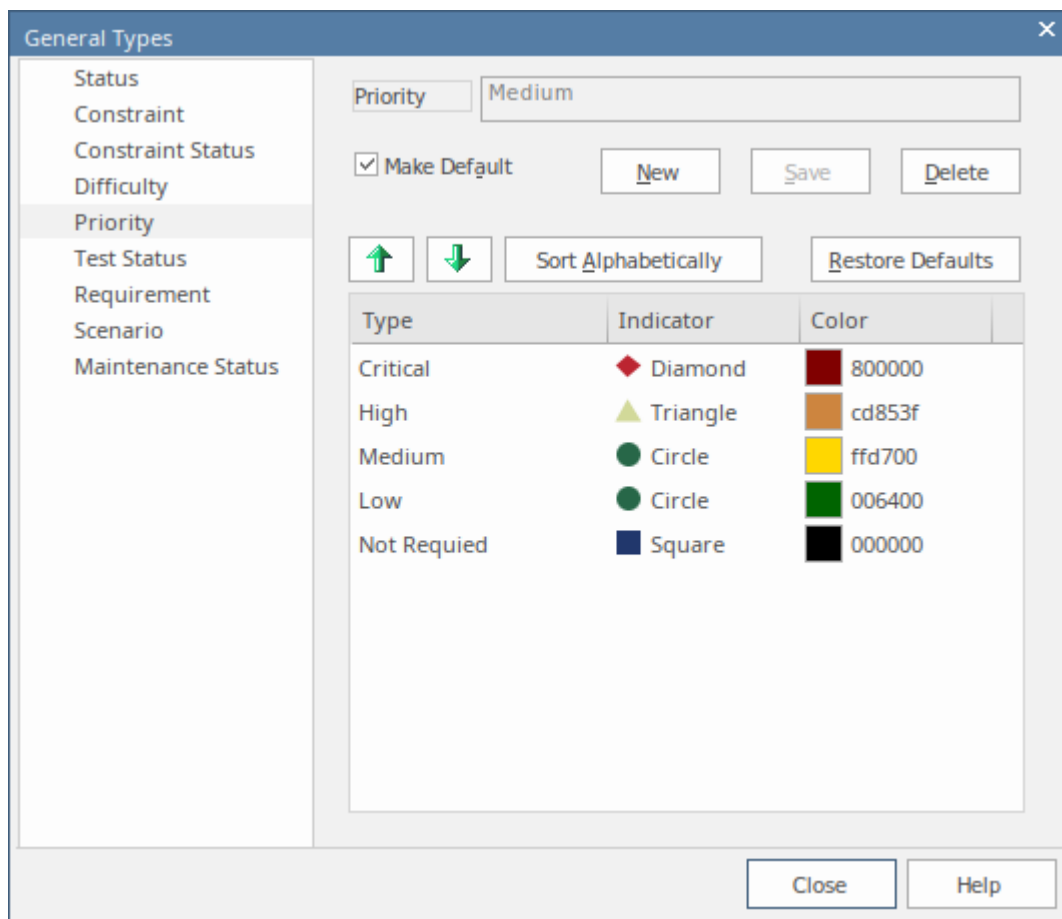 General Types
Status
Constraint
Constraint Status
Difficulty
Priority
Test Status
Requirement
Scenario
Maintenance Status
Priority Medium
Make Default New Save Delete
Sort Alphabetically Restore Defaults
Type Indicator Color
Critical Diamond 800000
High Triangle cd853f
Medium Circle ffd700
Low Circle 006400
Not Requied Square 000000
Close Help